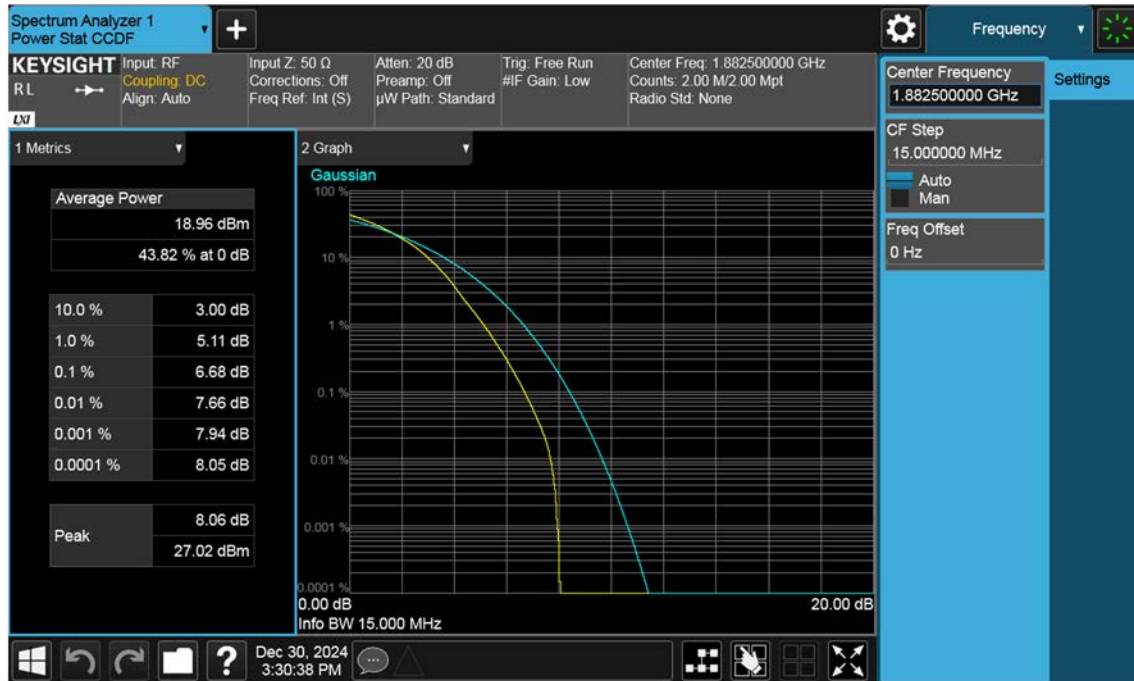 Spectrum Analyzer 1
Power Stat CCDF
Frequency
KEYSIGHT
RL
LXI
Input: RF
Coupling: DC
Align: Auto
Input Z: 50 Ω
Corrections: Off
Freq Ref: Int (S)
Atten: 20 dB
Preamp: Off
µW Path: Standard
Trig: Free Run
#IF Gain: Low
Center Freq: 1.882500000 GHz
Counts: 2.00 M/2.00 Mpt
Radio Std: None
Center Frequency
1.882500000 GHz
Settings
CF Step
15.000000 MHz
Auto
Man
Freq Offset
0 Hz
1 Metrics
Average Power
18.96 dBm
43.82 % at 0 dB
10.0 % 3.00 dB
1.0 % 5.11 dB
0.1 % 6.68 dB
0.01 % 7.66 dB
0.001 % 7.94 dB
0.0001 % 8.05 dB
Peak
8.06 dB
27.02 dBm
2 Graph
Gaussian
100 %
10 %
1 %
0.1 %
0.01 %
0.001 %
0.0001 %
0.00 dB 20.00 dB
Info BW 15.000 MHz
?
Dec 30, 2024
3:30:38 PM